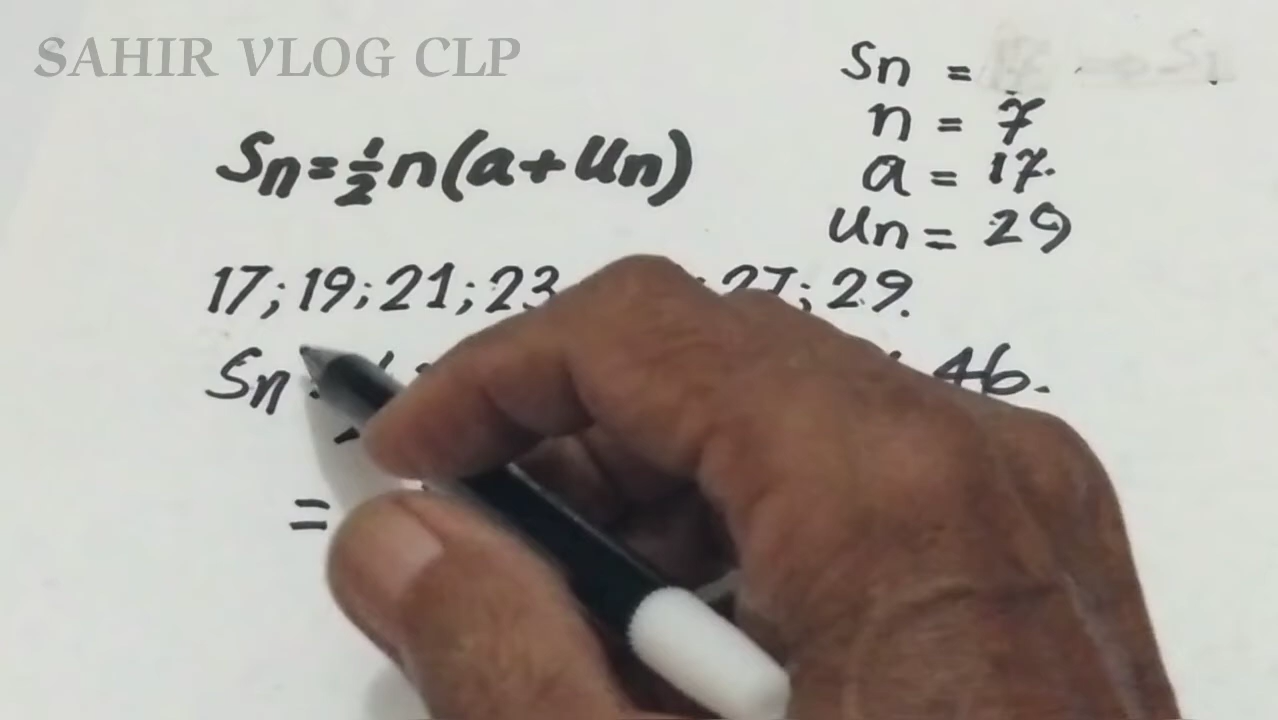 SAHIR VLOG CLP
Sn =
n = 7
a = 17.
Un = 29
Sn = 1/2 n (a + Un)
17; 19; 21; 23 ; 27; 29.
Sn 46.
=